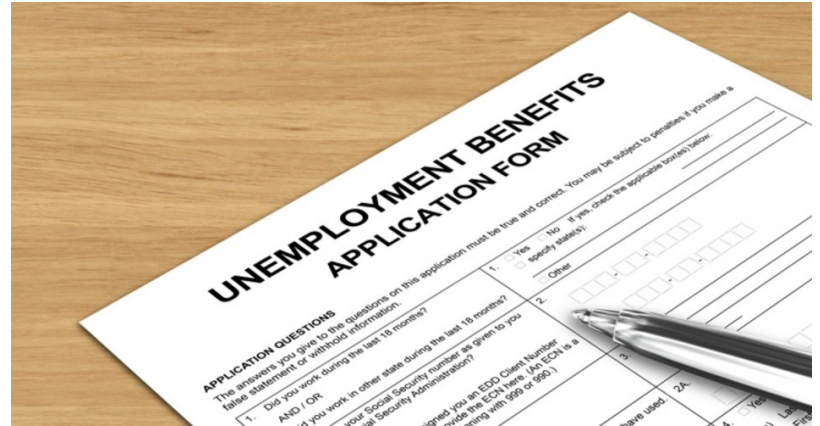 UNEMPLOYMENT BENEFITS
APPLICATION FORM
APPLICATION QUESTIONS
The answers you give to the questions on this application must be true and correct. You may be subject to penalties if you make a
false statement or withhold information.
1. Did you work during the last 18 months?
AND / OR
you work in other state during the last 18 months?
1. Yes No If yes, check the applicable box(es) below.
specify state(s):
Other
your Social Security number as given to you
Social Security Administration?
2.
signed you an EDD Client Number
provide the ECN here. (An ECN is a
ning with 999 or 990.)
3.
have used.
2A.
4. Yes
Las
First